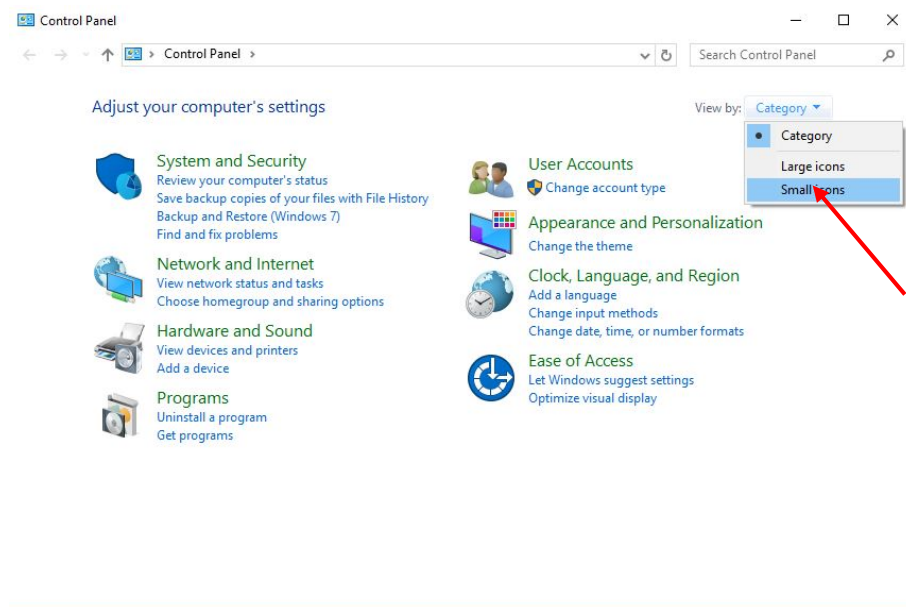 Control Panel
Control Panel
Search Control Panel
Adjust your computer's settings
View by: Category
Category
Large icons
Small icons
System and Security
Review your computer's status
Save backup copies of your files with File History
Backup and Restore (Windows 7)
Find and fix problems
Network and Internet
View network status and tasks
Choose homegroup and sharing options
Hardware and Sound
View devices and printers
Add a device
Programs
Uninstall a program
Get programs
User Accounts
Change account type
Appearance and Personalization
Change the theme
Clock, Language, and Region
Add a language
Change input methods
Change date, time, or number formats
Ease of Access
Let Windows suggest settings
Optimize visual display